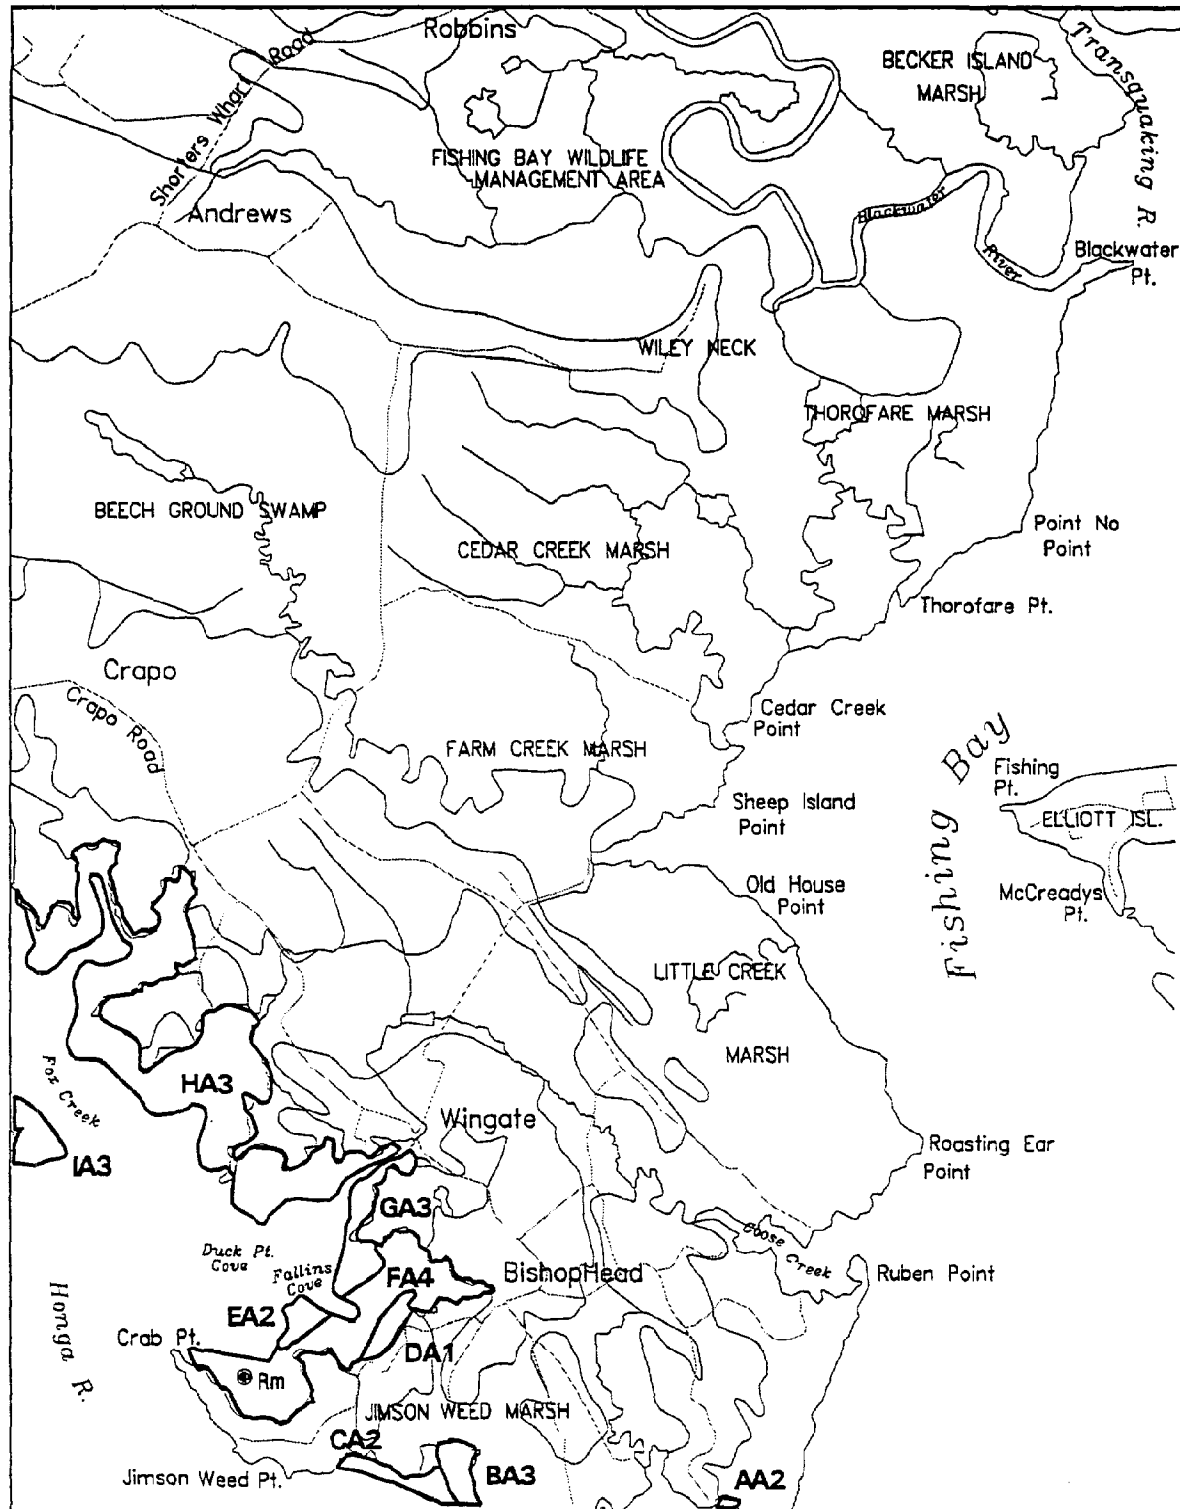 Robbins
Shorters Wharf Road
BECKER ISLAND
MARSH
Transquaking R.
FISHING BAY WILDLIFE
MANAGEMENT AREA
Andrews
Blackwater
River
Blackwater
Pt.
WILEY NECK
THOROFARE MARSH
BEECH GROUND SWAMP
CEDAR CREEK MARSH
Point No
Point
Thorofare Pt.
Crapo
Crapo Road
Cedar Creek
Point
FARM CREEK MARSH
Fishing Bay
Fishing
Pt.
Sheep Island
Point
ELLIOTT ISL.
Old House
Point
McCreadys
Pt.
LITTLE CREEK
MARSH
HA3
Fox Creek
IA3
Wingate
Roasting Ear
Point
GA3
Duck Pt.
Cove
Fallins
Cove
FA4
BishopHead
Goose Creek
Ruben Point
EA2
Honga R.
Crab Pt.
DA1
Rm
JIMSON WEED MARSH
CA2
Jimson Weed Pt.
BA3
AA2